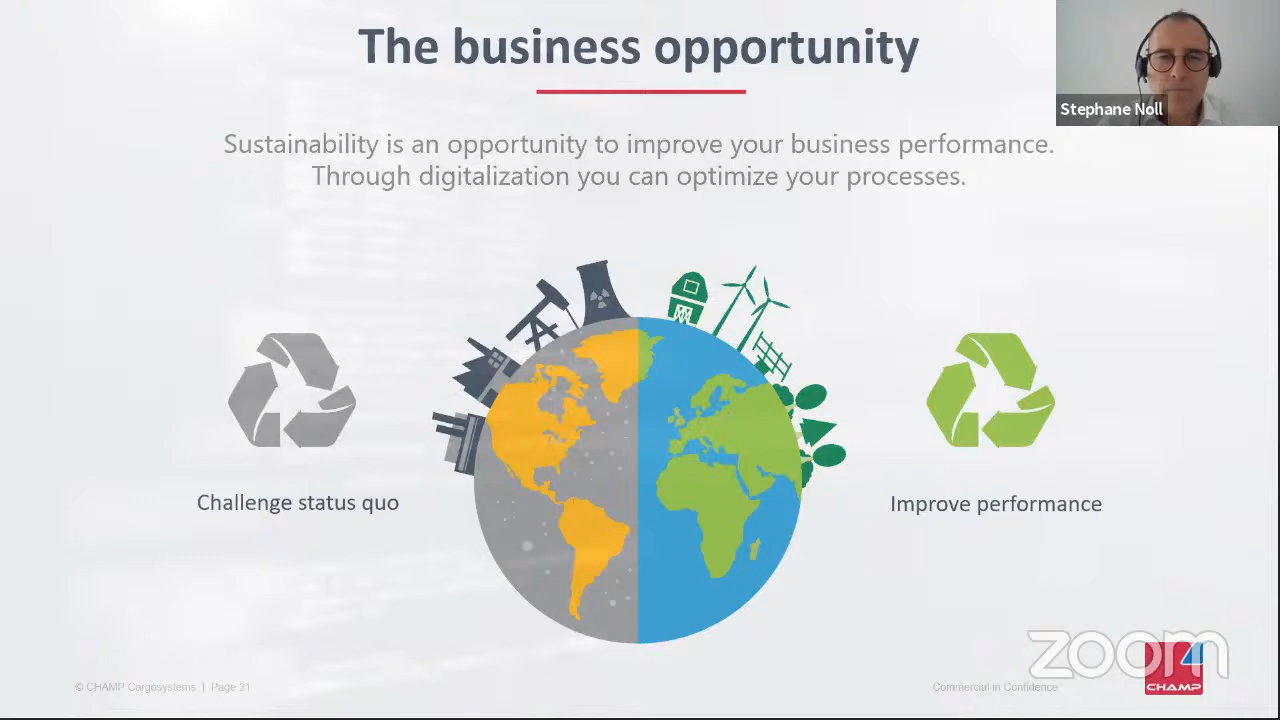 The business opportunity
Stephane Noll
Sustainability is an opportunity to improve your business performance.
Through digitalization you can optimize your processes.
Challenge status quo
Improve performance
© CHAMP Cargosystems | Page 31
Commercial in Confidence
zoom
CHAMP